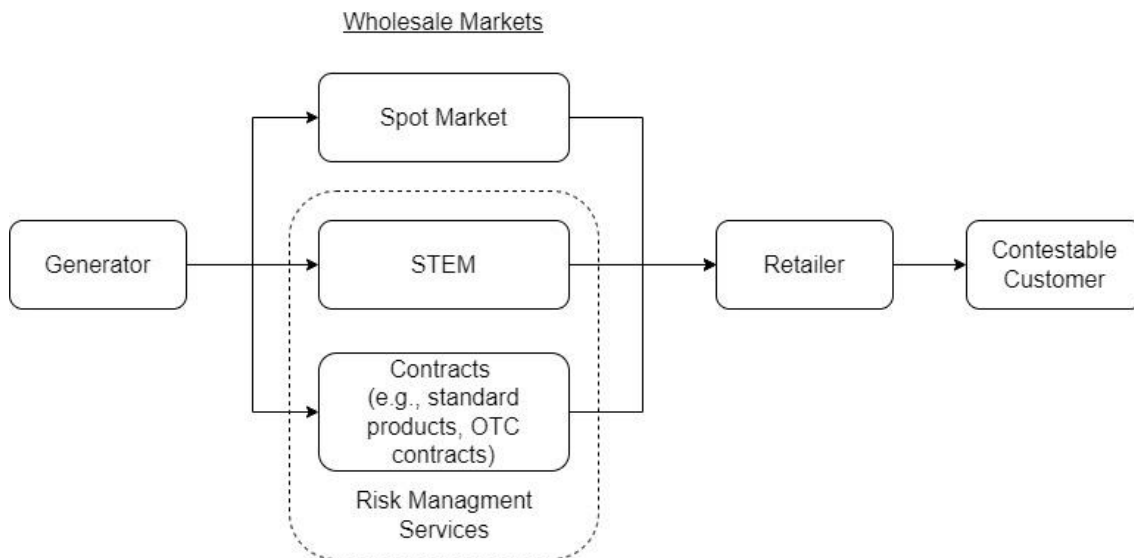 Wholesale Markets
Spot Market
Generator
STEM
Retailer
Contestable
Customer
Contracts
(e.g., standard
products, OTC
contracts)
Risk Managment
Services